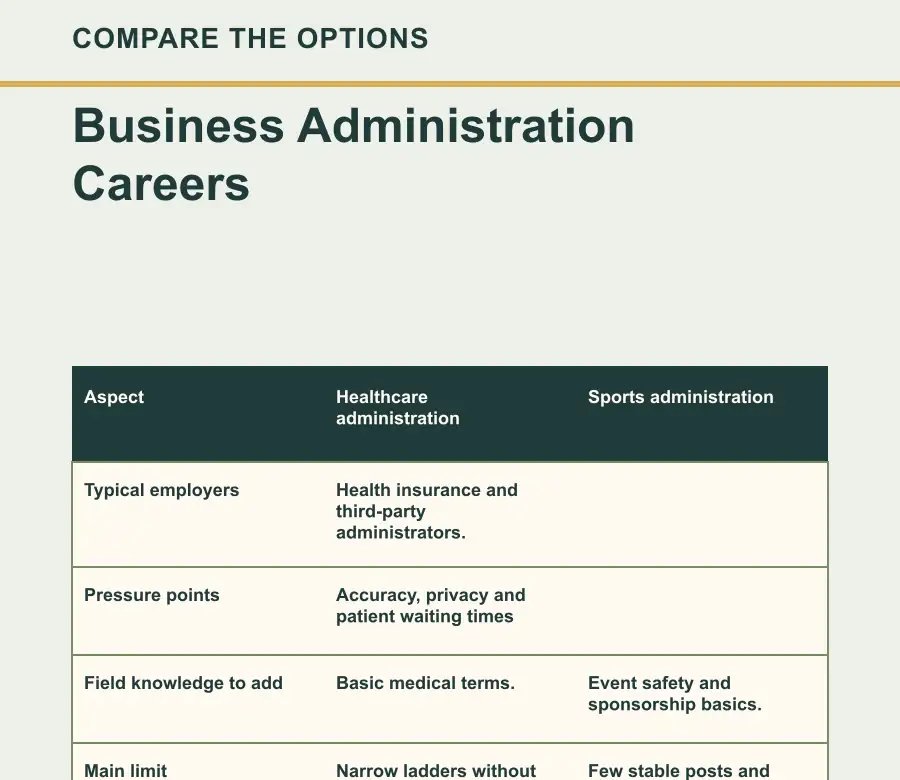 COMPARE THE OPTIONS
Business Administration
Careers
Aspect
Healthcare
administration
Sports administration
Typical employers
Health insurance and
third-party
administrators.
Pressure points
Accuracy, privacy and
patient waiting times
Field knowledge to add
Basic medical terms.
Event safety and
sponsorship basics.
Main limit
Narrow ladders without
Few stable posts and